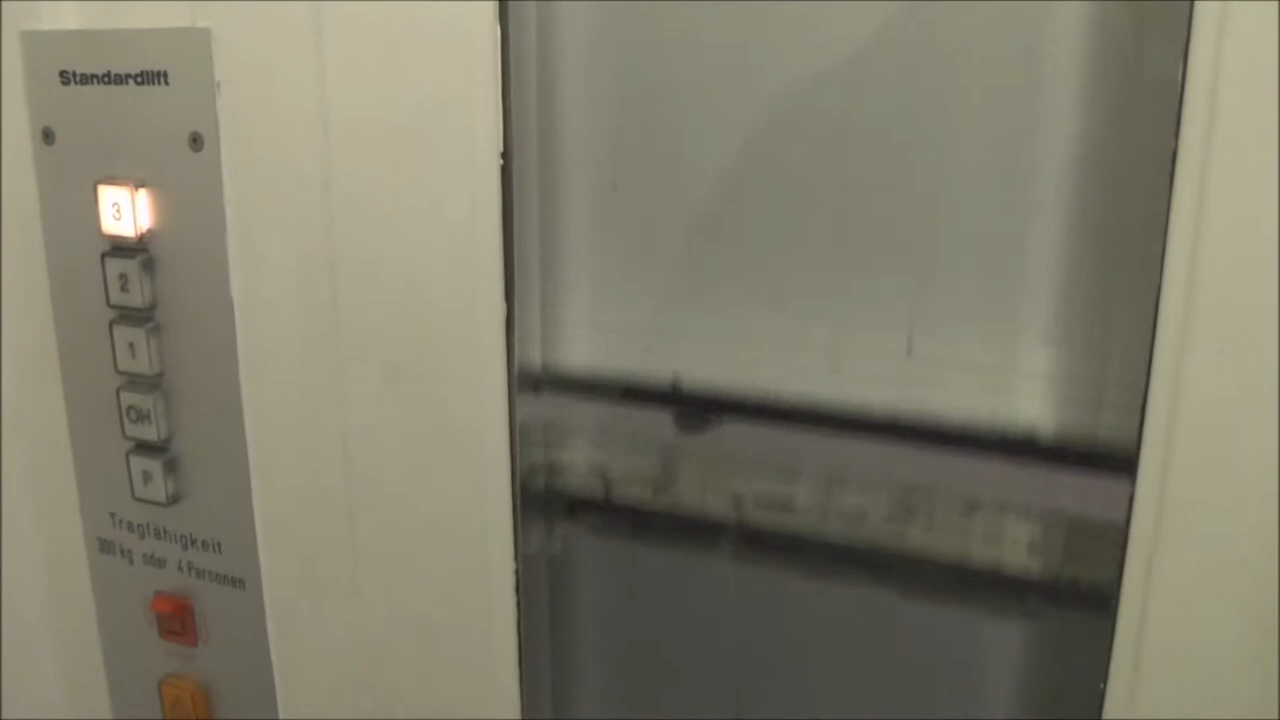 Standardlift
3
2
1
OH
P
Tragfähigkeit
300 kg oder 4 Personen